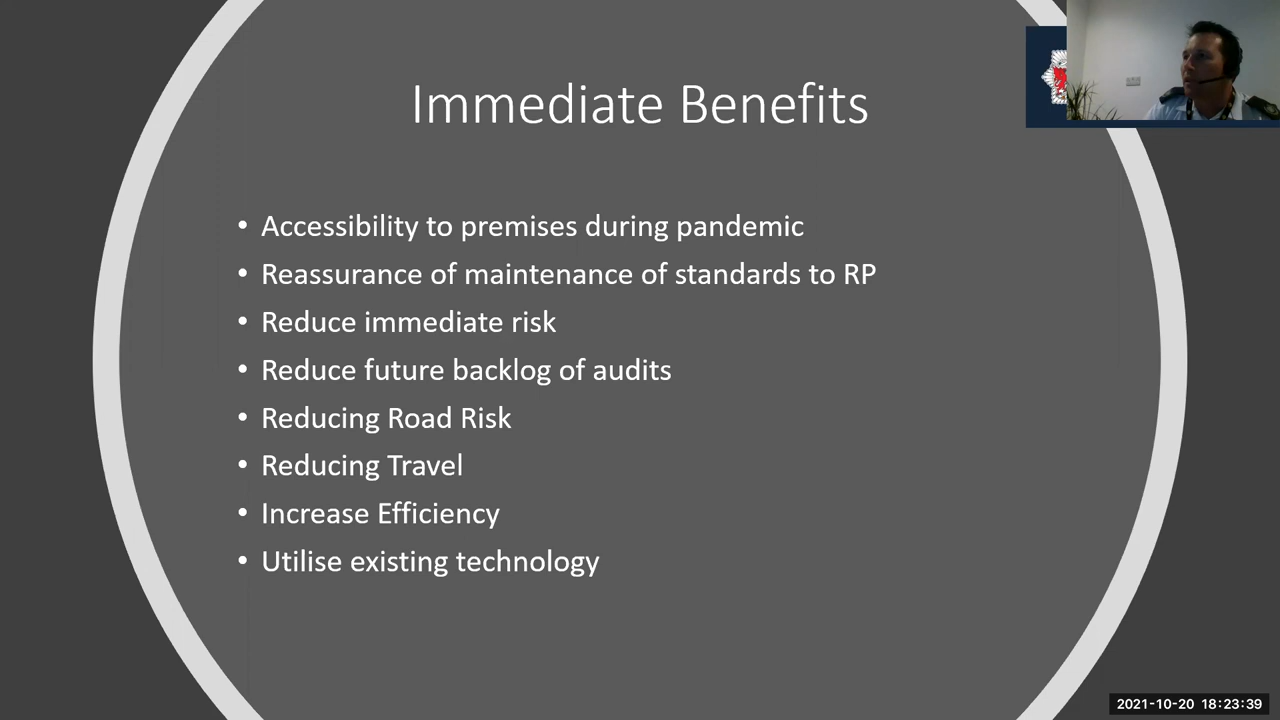 Immediate Benefits
• Accessibility to premises during pandemic
• Reassurance of maintenance of standards to RP
• Reduce immediate risk
• Reduce future backlog of audits
• Reducing Road Risk
• Reducing Travel
• Increase Efficiency
• Utilise existing technology
2021-10-20 18:23:39